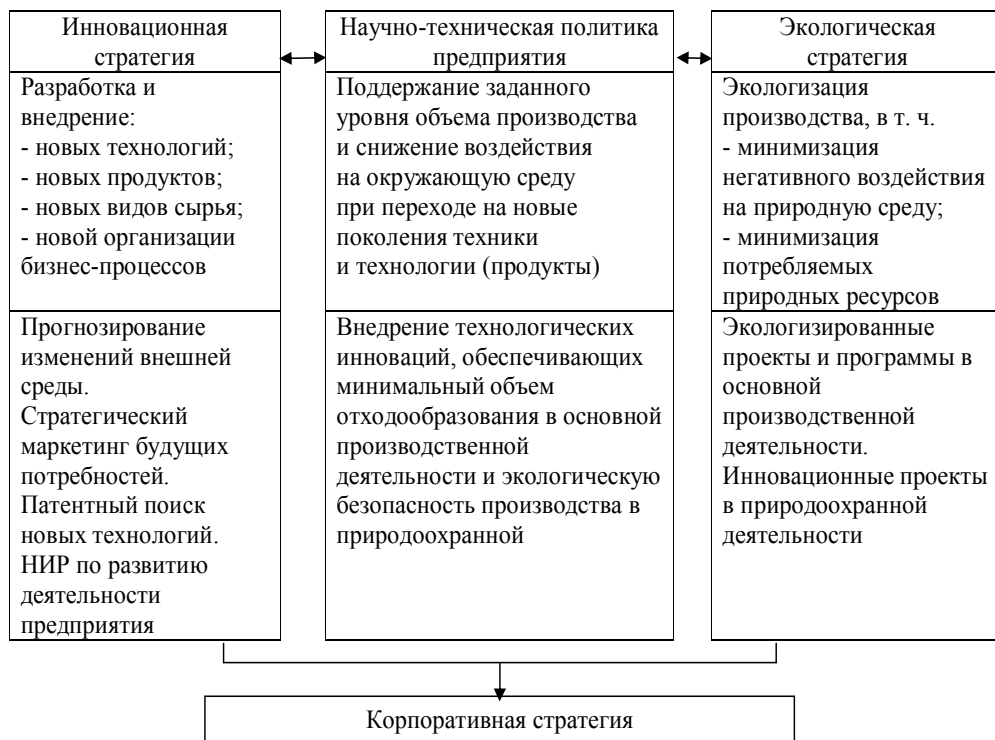 Инновационная
стратегия
Разработка и
внедрение:
- новых технологий;
- новых продуктов;
- новых видов сырья;
- новой организации
бизнес-процессов
Прогнозирование
изменений внешней
среды.
Стратегический
маркетинг будущих
потребностей.
Патентный поиск
новых технологий.
НИР по развитию
деятельности
предприятия
Научно-техническая политика
предприятия
Поддержание заданного
уровня объема производства
и снижение воздействия
на окружающую среду
при переходе на новые
поколения техники
и технологии (продукты)
Внедрение технологических
инноваций, обеспечивающих
минимальный объем
отходообразования в основной
производственной
деятельности и экологическую
безопасность производства в
природоохранной
Экологическая
стратегия
Экологизация
производства, в т. ч.
- минимизация
негативного воздействия
на природную среду;
- минимизация
потребляемых
природных ресурсов
Экологизированные
проекты и программы в
основной
производственной
деятельности.
Инновационные проекты
в природоохранной
деятельности
Корпоративная стратегия